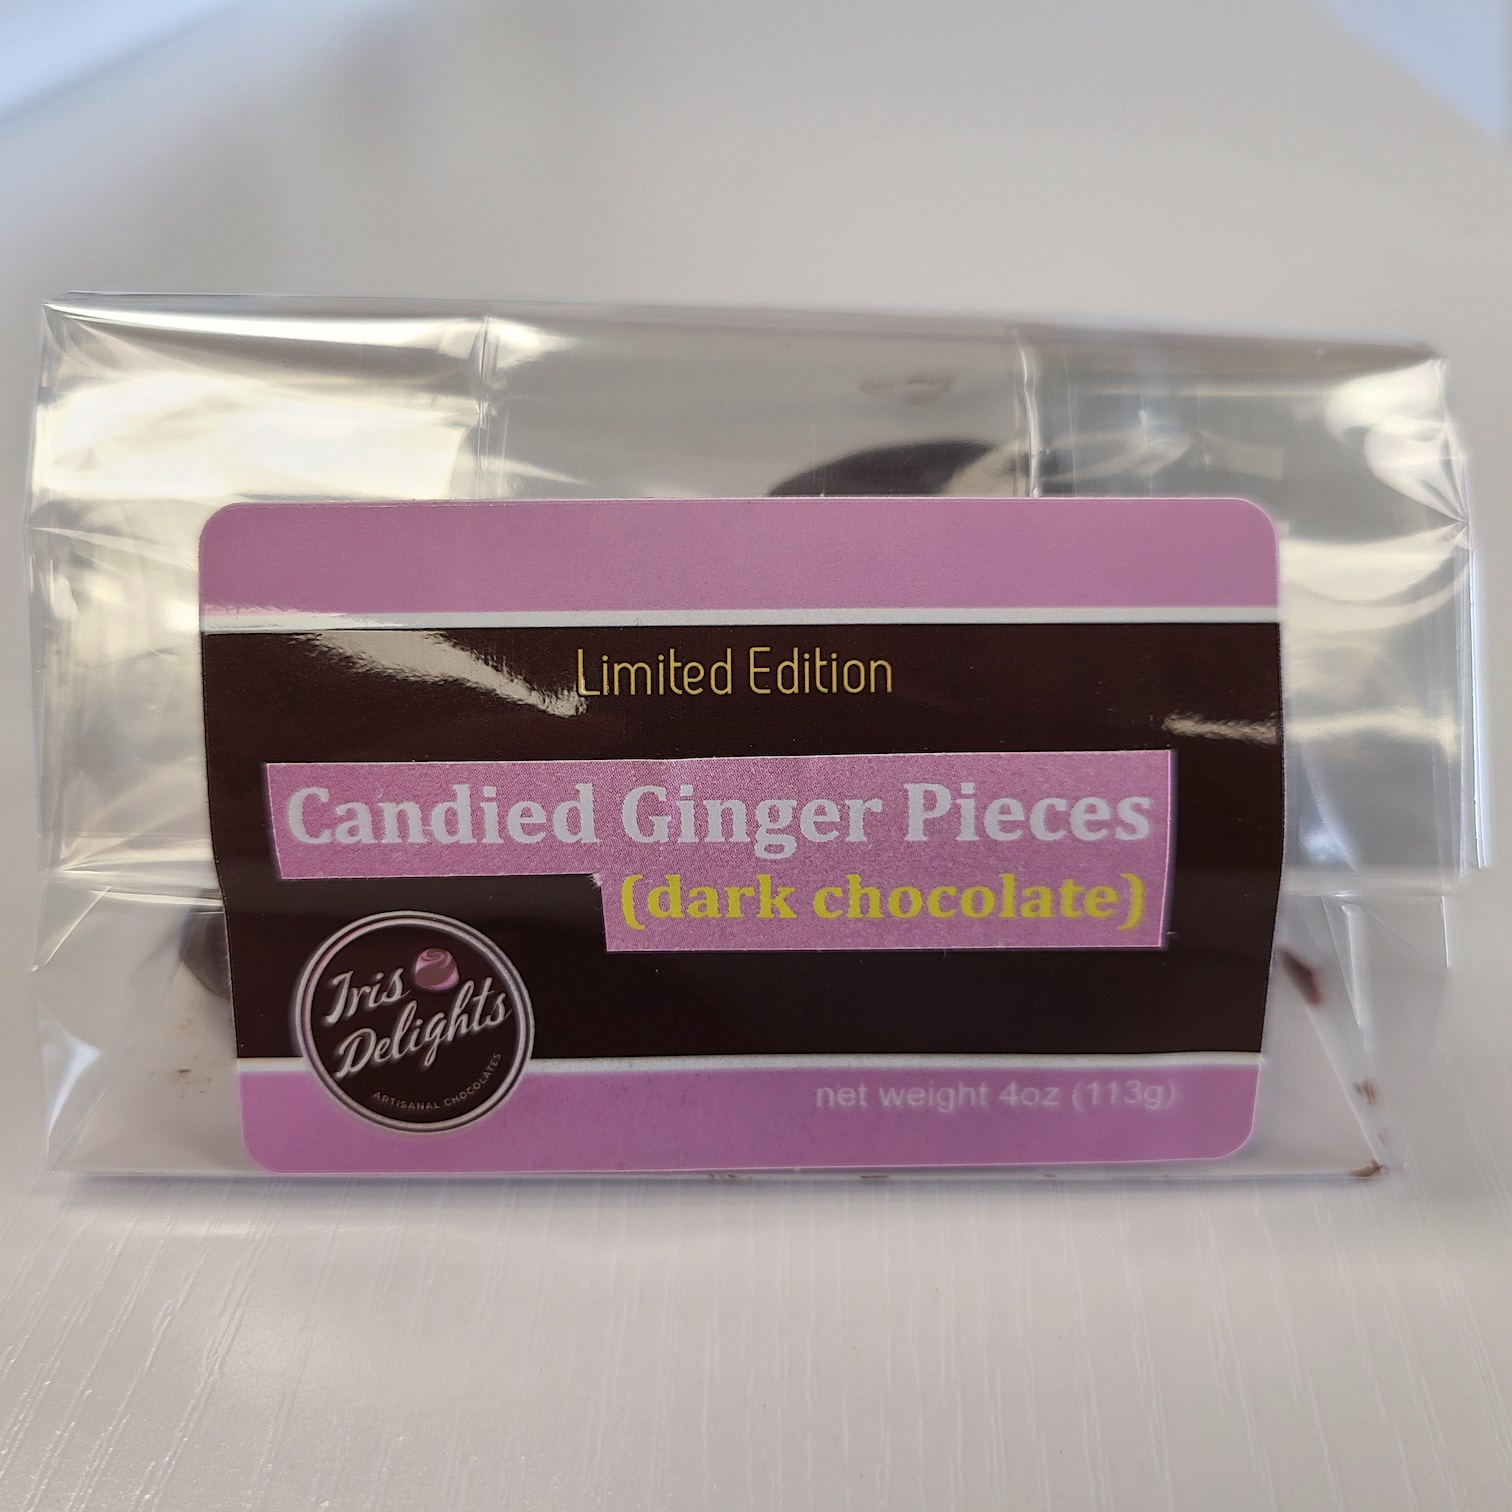 Limited Edition
Candied Ginger Pieces
(dark chocolate)
Iris
Delights
ARTISANAL CHOCOLATES
net weight 4oz (113g)